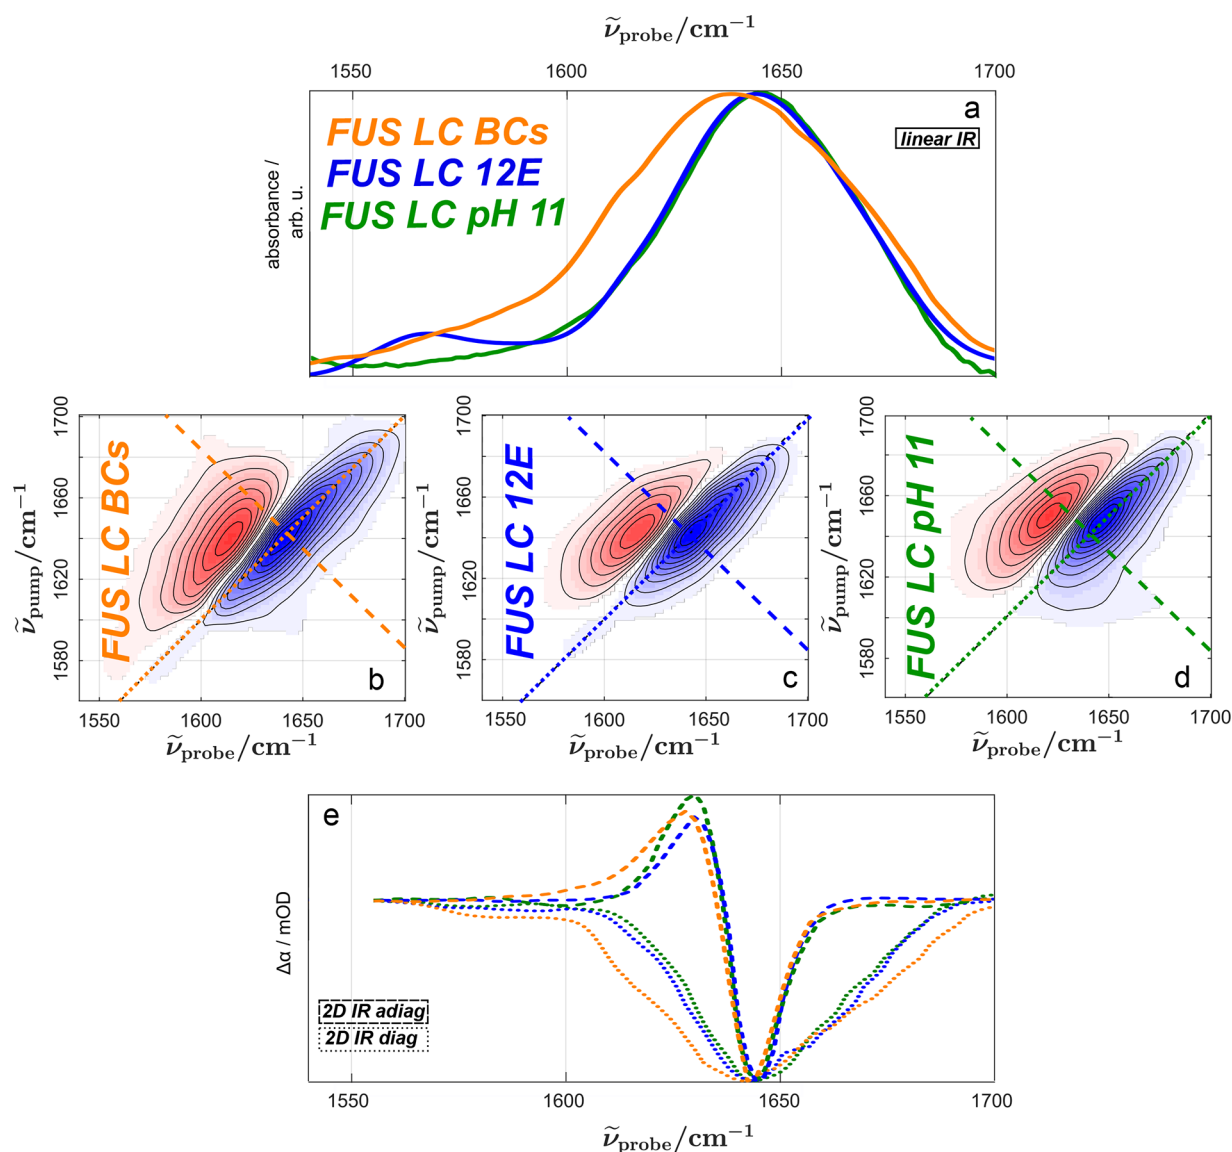 ν̃probe/cm⁻¹
1550 1600 1650 1700
a
linear IR
FUS LC BCs
FUS LC 12E
FUS LC pH 11
absorbance /
arb. u.
ν̃pump/cm⁻¹
1700
1660
1620
1580
FUS LC BCs
b
1550 1600 1650 1700
ν̃probe/cm⁻¹
ν̃pump/cm⁻¹
1700
1660
1620
1580
FUS LC 12E
c
1550 1600 1650 1700
ν̃probe/cm⁻¹
ν̃pump/cm⁻¹
1700
1660
1620
1580
FUS LC pH 11
d
1550 1600 1650 1700
ν̃probe/cm⁻¹
e
Δα / mOD
2D IR adiag
2D IR diag
1550 1600 1650 1700
ν̃probe/cm⁻¹